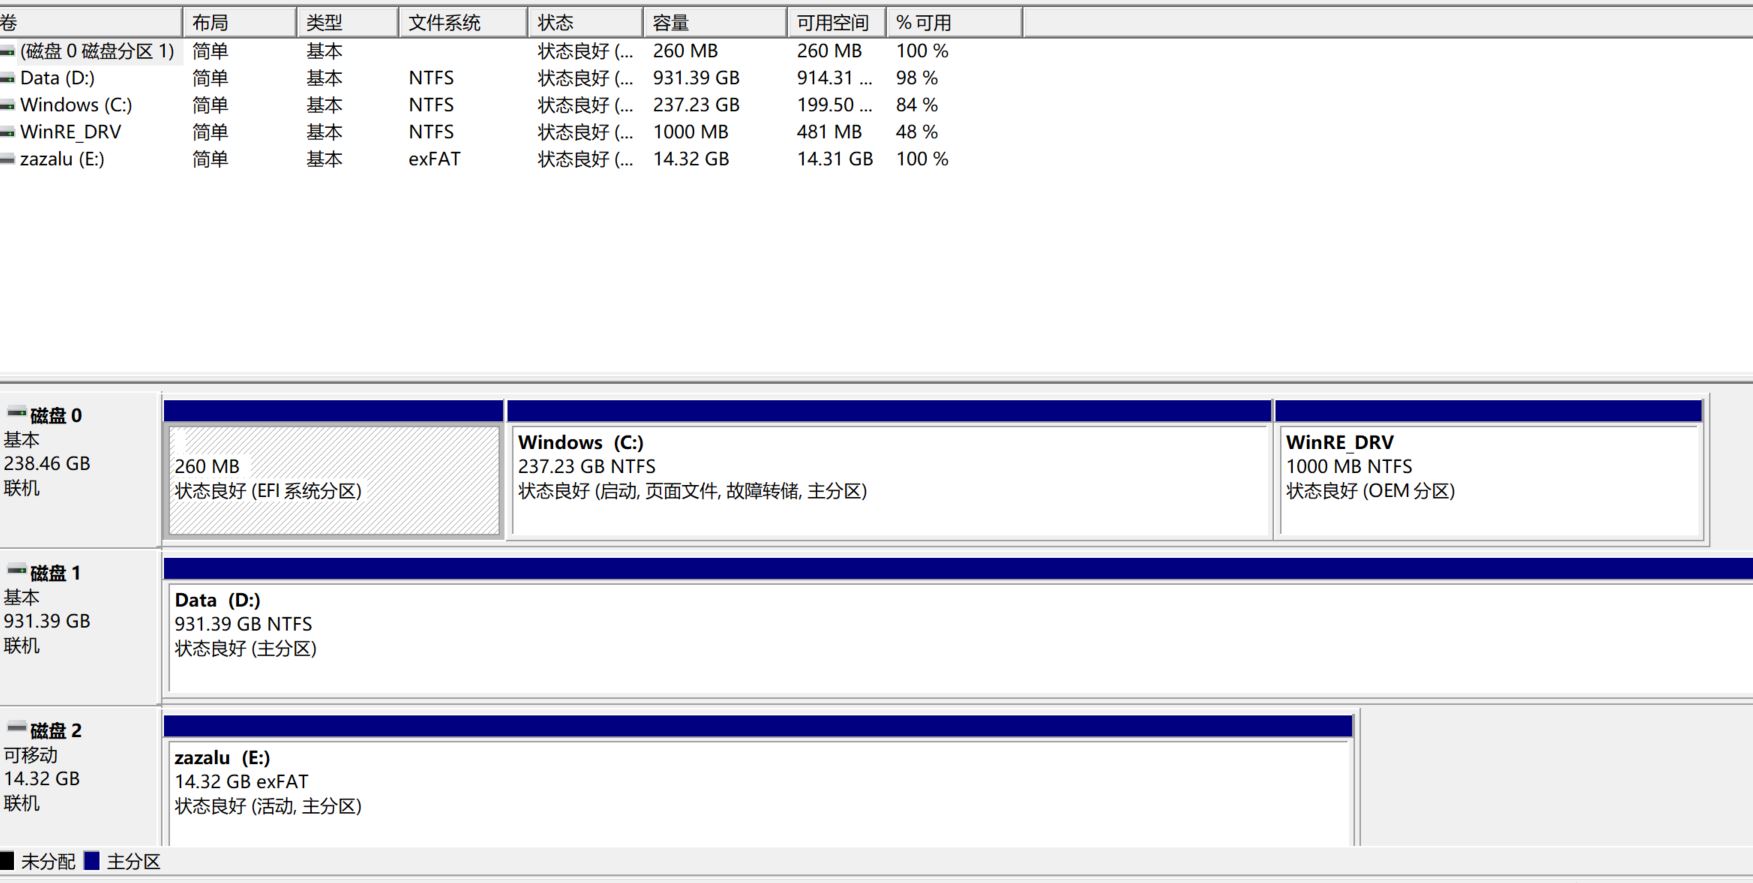 卷 布局 类型 文件系统 状态 容量 可用空间 % 可用
(磁盘 0 磁盘分区 1) 简单 基本 状态良好 (... 260 MB 260 MB 100 %
Data (D:) 简单 基本 NTFS 状态良好 (... 931.39 GB 914.31 ... 98 %
Windows (C:) 简单 基本 NTFS 状态良好 (... 237.23 GB 199.50 ... 84 %
WinRE_DRV 简单 基本 NTFS 状态良好 (... 1000 MB 481 MB 48 %
zazalu (E:) 简单 基本 exFAT 状态良好 (... 14.32 GB 14.31 GB 100 %
磁盘 0
基本
238.46 GB
联机
260 MB
状态良好 (EFI 系统分区)
Windows (C:)
237.23 GB NTFS
状态良好 (启动, 页面文件, 故障转储, 主分区)
WinRE_DRV
1000 MB NTFS
状态良好 (OEM 分区)
磁盘 1
基本
931.39 GB
联机
Data (D:)
931.39 GB NTFS
状态良好 (主分区)
磁盘 2
可移动
14.32 GB
联机
zazalu (E:)
14.32 GB exFAT
状态良好 (活动, 主分区)
未分配 主分区